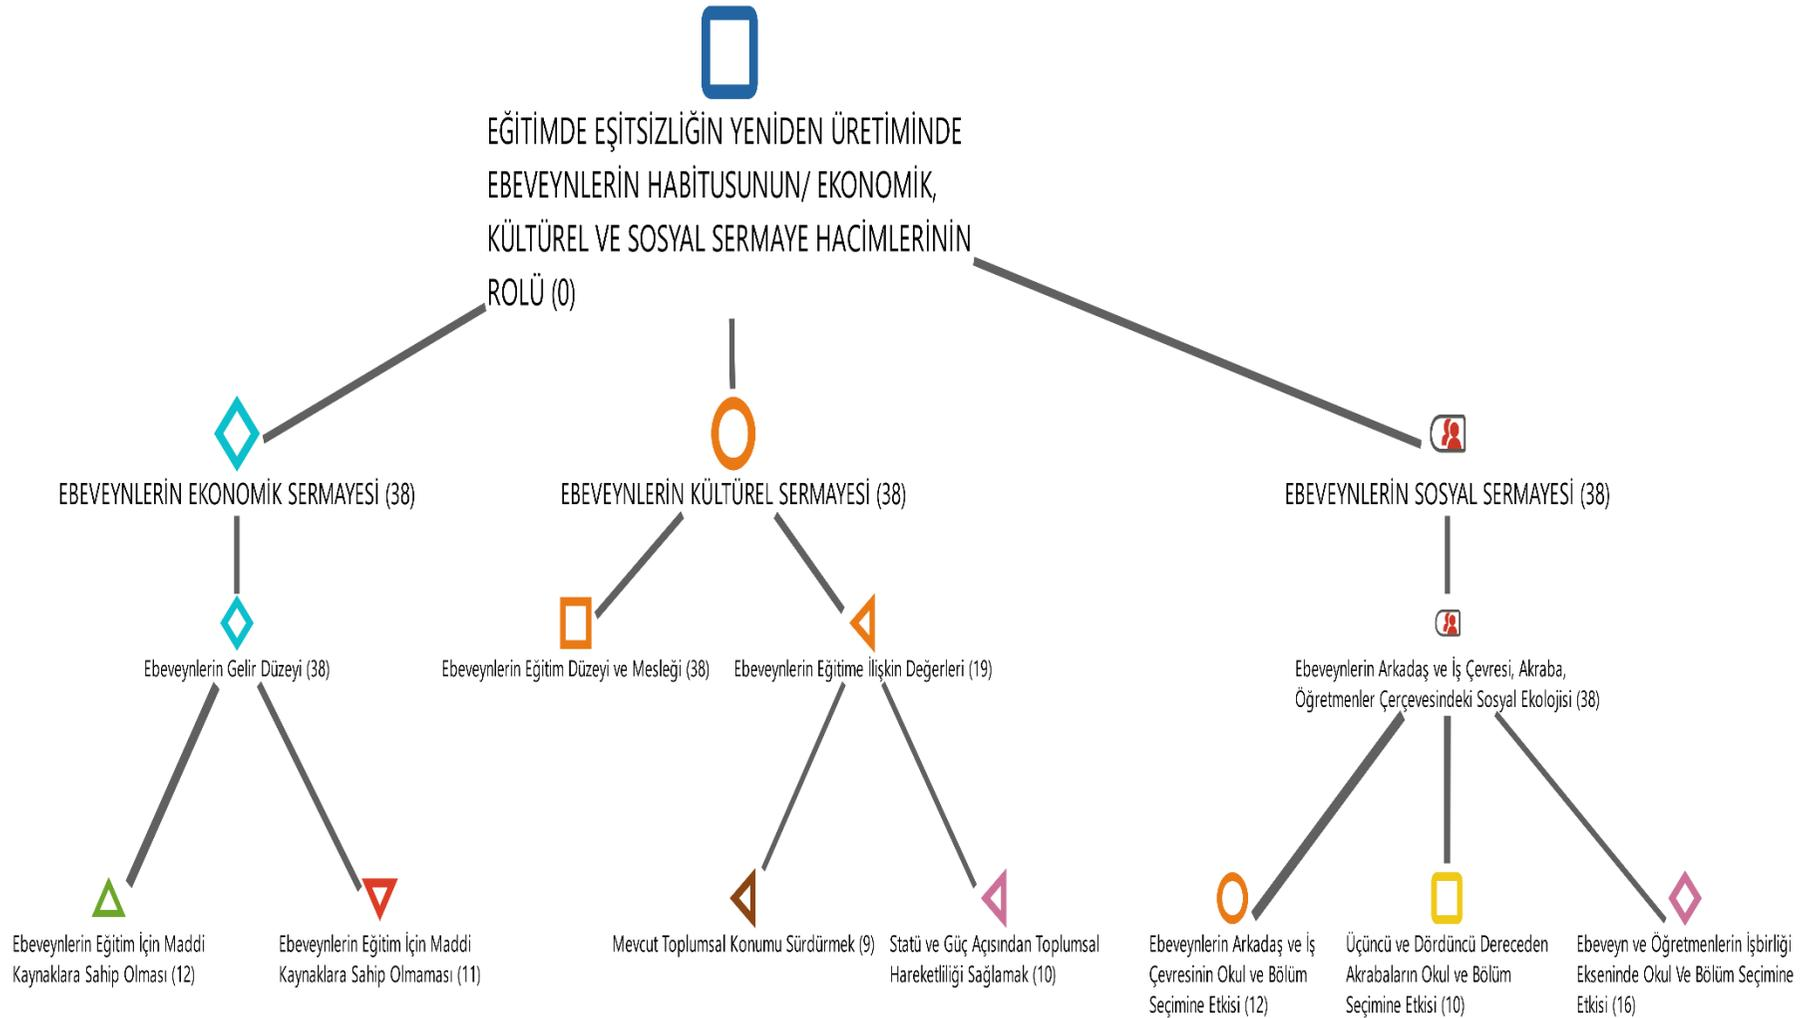 EĞİTİMDE EŞİTSİZLİĞİN YENİDEN ÜRETİMİNDE
EBEVEYNLERİN HABİTUSUNUN/ EKONOMİK,
KÜLTÜREL VE SOSYAL SERMAYE HACİMLERİNİN
ROLÜ (0)
EBEVEYNLERİN EKONOMİK SERMAYESİ (38)
EBEVEYNLERİN KÜLTÜREL SERMAYESİ (38)
EBEVEYNLERİN SOSYAL SERMAYESİ (38)
Ebeveynlerin Gelir Düzeyi (38)
Ebeveynlerin Eğitim Düzeyi ve Mesleği (38)
Ebeveynlerin Eğitime İlişkin Değerleri (19)
Ebeveynlerin Arkadaş ve İş Çevresi, Akraba,
Öğretmenler Çerçevesindeki Sosyal Ekolojisi (38)
Ebeveynlerin Eğitim İçin Maddi
Kaynaklara Sahip Olması (12)
Ebeveynlerin Eğitim İçin Maddi
Kaynaklara Sahip Olmaması (11)
Mevcut Toplumsal Konumu Sürdürmek (9)
Statü ve Güç Açısından Toplumsal
Hareketliliği Sağlamak (10)
Ebeveynlerin Arkadaş ve İş
Çevresinin Okul ve Bölüm
Seçimine Etkisi (12)
Üçüncü ve Dördüncü Dereceden
Akrabaların Okul ve Bölüm
Seçimine Etkisi (10)
Ebeveyn ve Öğretmenlerin İşbirliği
Ekseninde Okul Ve Bölüm Seçimine
Etkisi (16)